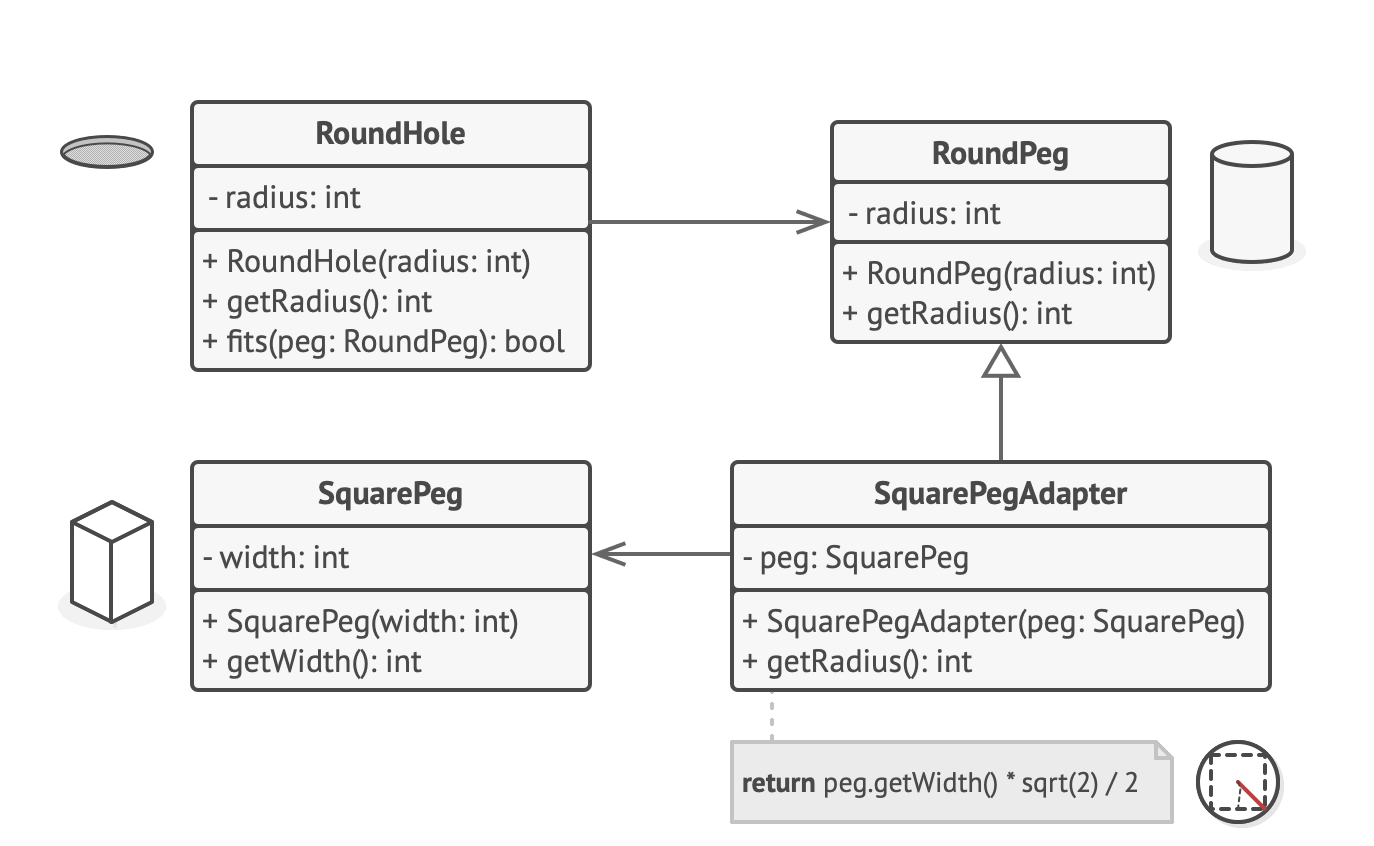 RoundHole
- radius: int
+ RoundHole(radius: int)
+ getRadius(): int
+ fits(peg: RoundPeg): bool
RoundPeg
- radius: int
+ RoundPeg(radius: int)
+ getRadius(): int
SquarePeg
- width: int
+ SquarePeg(width: int)
+ getWidth(): int
SquarePegAdapter
- peg: SquarePeg
+ SquarePegAdapter(peg: SquarePeg)
+ getRadius(): int
return peg.getWidth() * sqrt(2) / 2